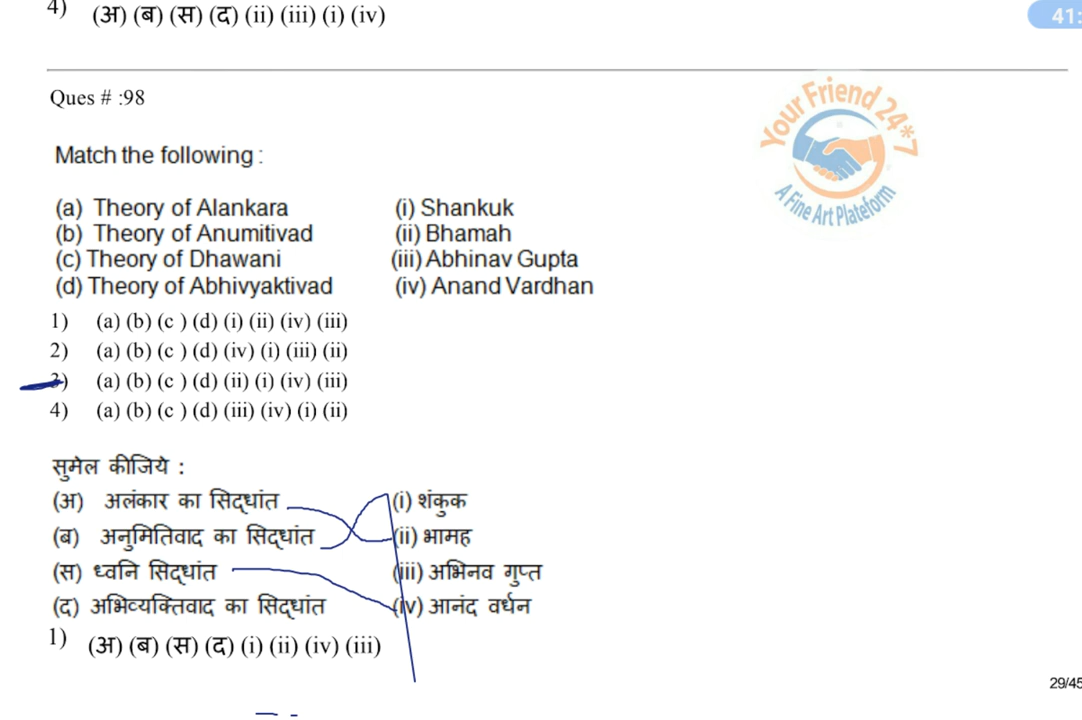 4) (अ) (ब) (स) (द) (ii) (iii) (i) (iv)
41:
Ques # :98
Your Friend 24*7
A Fine Art Plateform
Match the following :
(a) Theory of Alankara (i) Shankuk
(b) Theory of Anumitivad (ii) Bhamah
(c) Theory of Dhawani (iii) Abhinav Gupta
(d) Theory of Abhivyaktivad (iv) Anand Vardhan
1) (a) (b) (c ) (d) (i) (ii) (iv) (iii)
2) (a) (b) (c ) (d) (iv) (i) (iii) (ii)
3) (a) (b) (c ) (d) (ii) (i) (iv) (iii)
4) (a) (b) (c ) (d) (iii) (iv) (i) (ii)
सुमेल कीजिये :
(अ) अलंकार का सिद्धांत (i) शंकुक
(ब) अनुमितिवाद का सिद्धांत (ii) भामह
(स) ध्वनि सिद्धांत (iii) अभिनव गुप्त
(द) अभिव्यक्तिवाद का सिद्धांत (iv) आनंद वर्धन
1) (अ) (ब) (स) (द) (i) (ii) (iv) (iii)
29/45